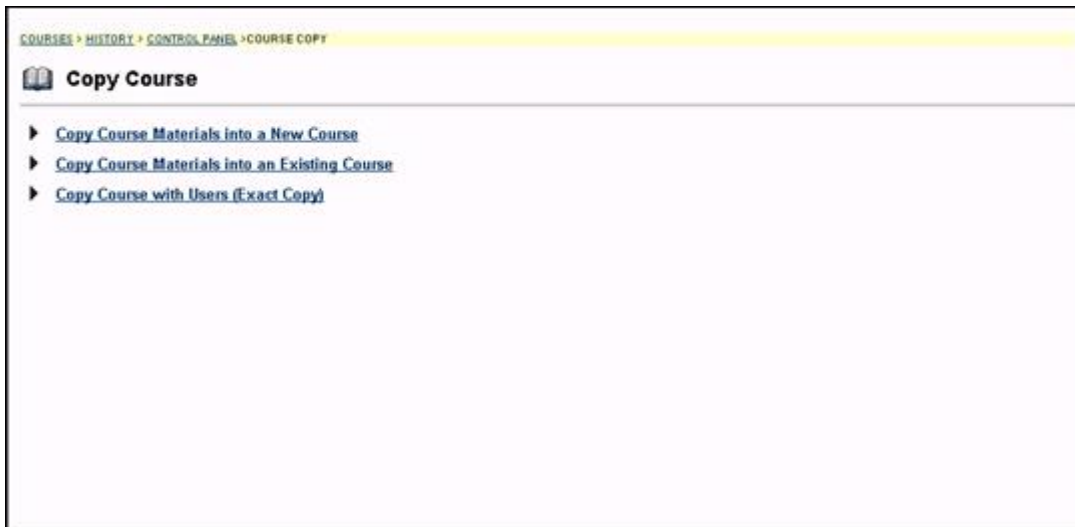 COURSES > HISTORY > CONTROL PANEL > COURSE COPY
Copy Course
Copy Course Materials into a New Course
Copy Course Materials into an Existing Course
Copy Course with Users (Exact Copy)